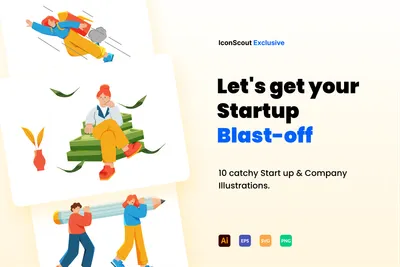 IconScout Exclusive
Let's get your
Startup
Blast-off
10 catchy Start up & Company
Illustrations.
Ai
EPS
SVG
PNG